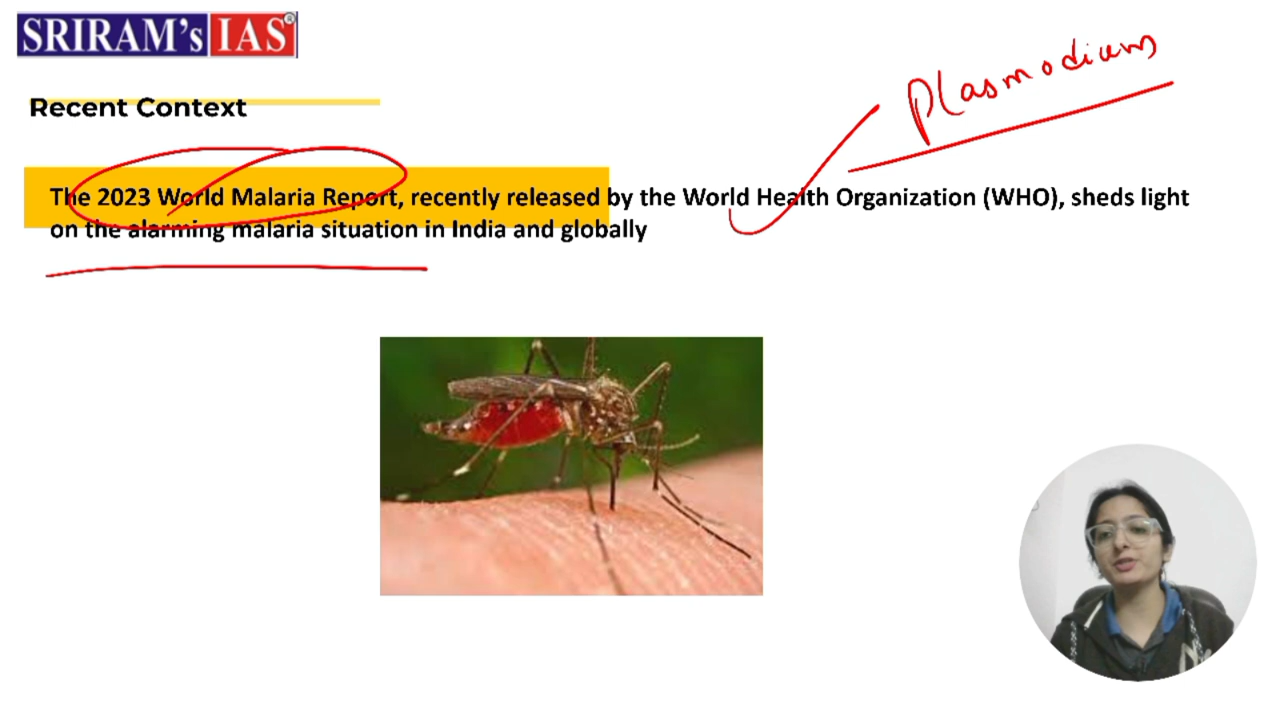 SRIRAM's IAS®
Plasmodium
Recent Context
The 2023 World Malaria Report, recently released by the World Health Organization (WHO), sheds light
on the alarming malaria situation in India and globally